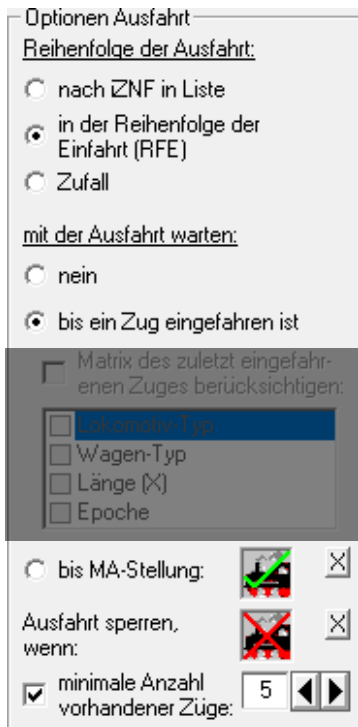 Optionen Ausfahrt
Reihenfolge der Ausfahrt:
nach iZNF in Liste
in der Reihenfolge der
Einfahrt (RFE)
Zufall
mit der Ausfahrt warten:
nein
bis ein Zug eingefahren ist
Matrix des zuletzt eingefahr-
enen Zuges berücksichtigen:
Lokomotiv-Typ
Wagen-Typ
Länge (X)
Epoche
bis MA-Stellung:
X
Ausfahrt sperren,
wenn:
X
minimale Anzahl
vorhandener Züge:
5